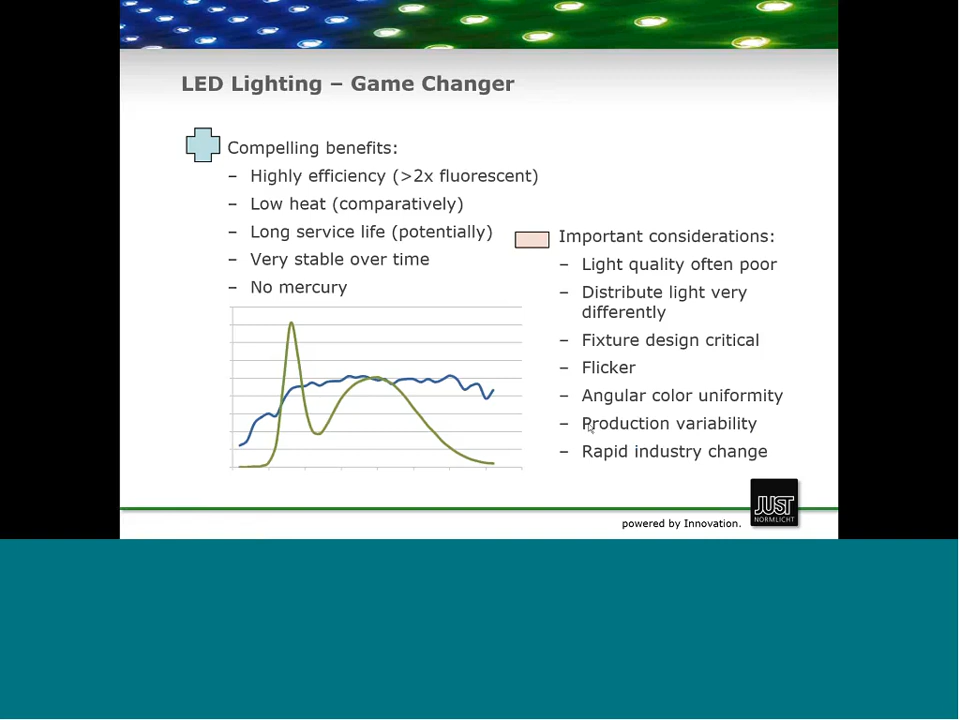 LED Lighting – Game Changer
Compelling benefits:
– Highly efficiency (>2x fluorescent)
– Low heat (comparatively)
– Long service life (potentially)
– Very stable over time
– No mercury
Important considerations:
– Light quality often poor
– Distribute light very
differently
– Fixture design critical
– Flicker
– Angular color uniformity
– Production variability
– Rapid industry change
powered by Innovation.
JUST
NORMLICHT